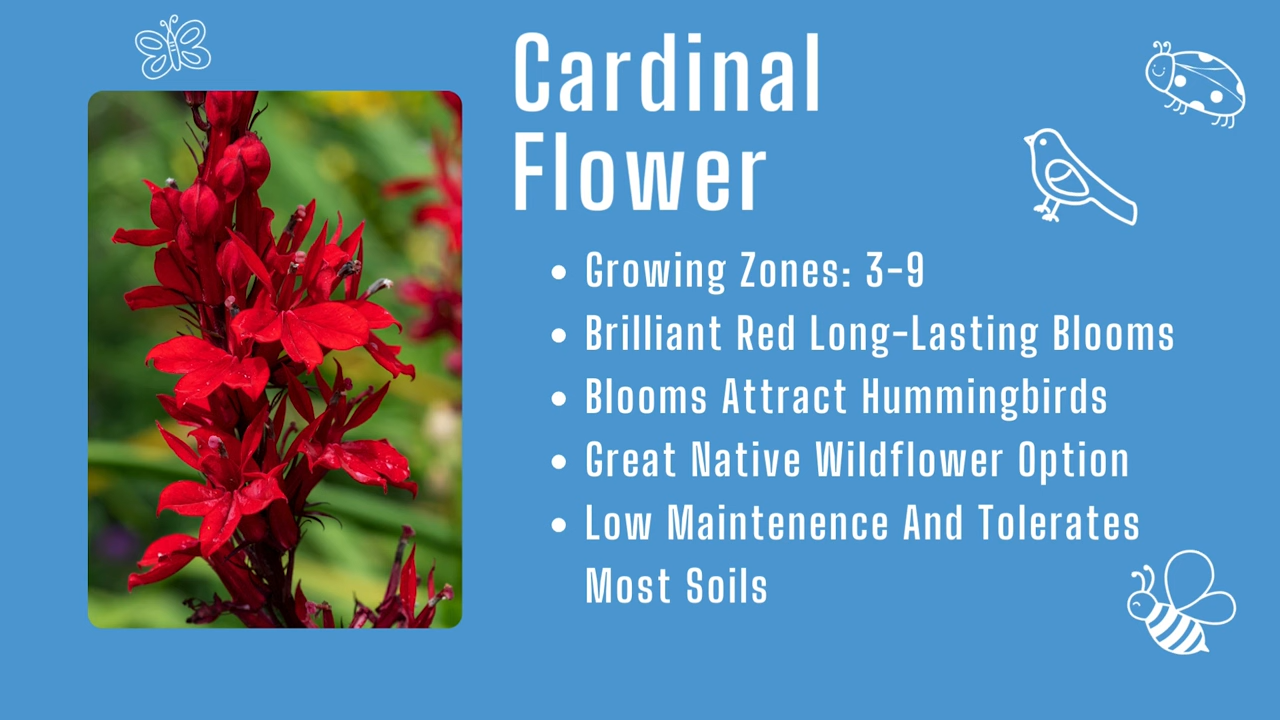 Cardinal
Flower
• Growing Zones: 3-9
• Brilliant Red Long-Lasting Blooms
• Blooms Attract Hummingbirds
• Great Native Wildflower Option
• Low Maintenence And Tolerates
Most Soils